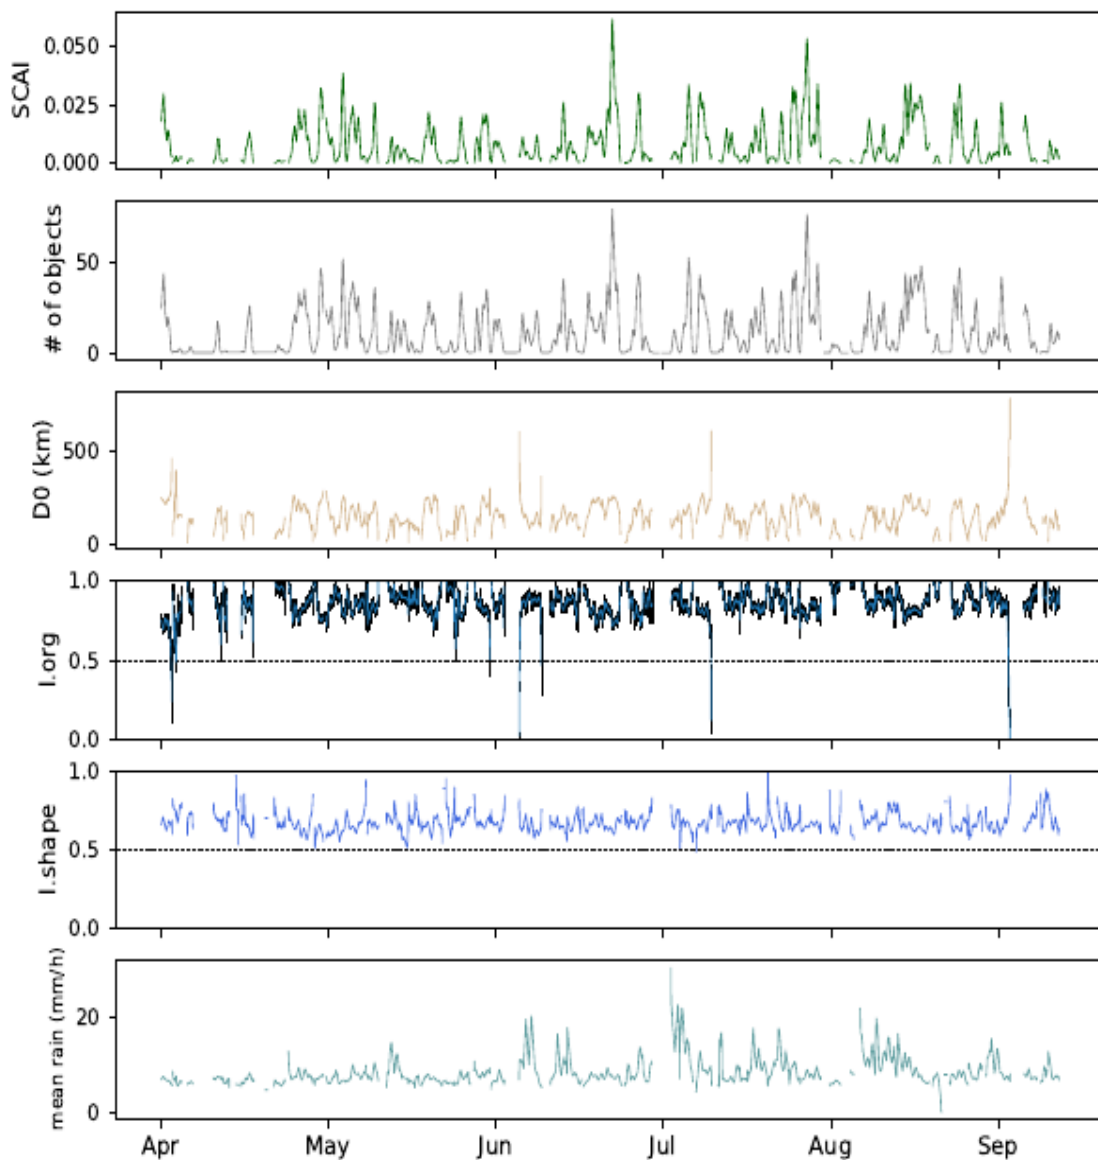 SCAI
0.050
0.025
0.000
# of objects
50
0
D0 (km)
500
0
I.org
1.0
0.5
0.0
I.shape
1.0
0.5
0.0
mean rain (mm/h)
20
0
Apr May Jun Jul Aug Sep